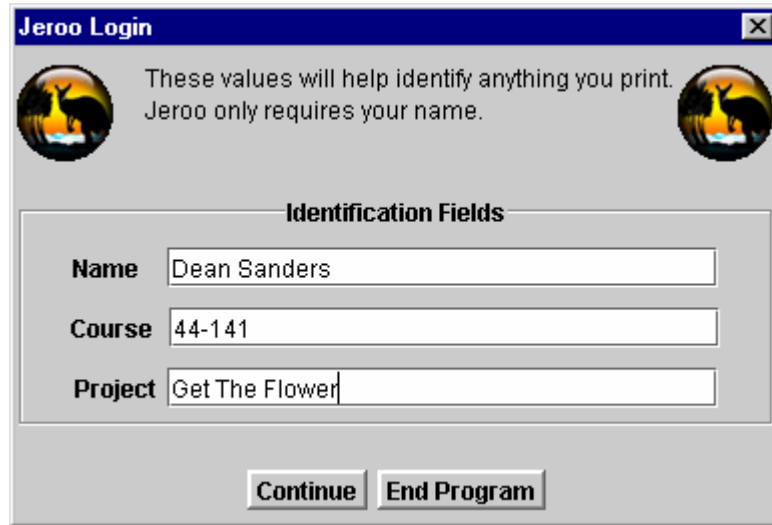 Jeroo Login
These values will help identify anything you print.
Jeroo only requires your name.
Identification Fields
Name Dean Sanders
Course 44-141
Project Get The Flower
Continue End Program